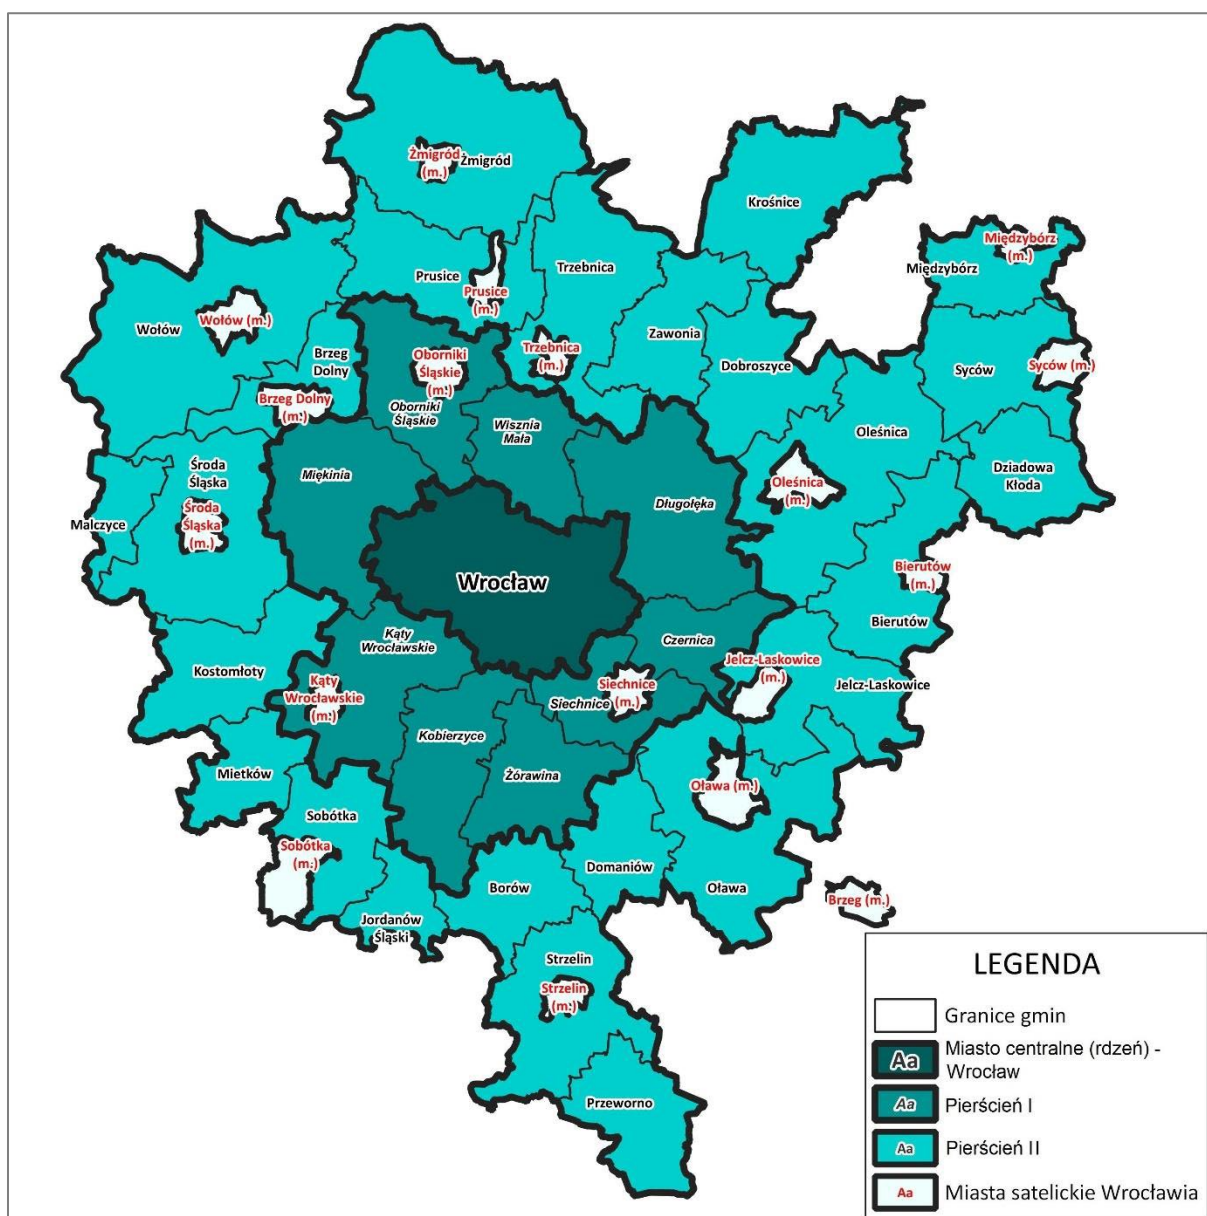 Żmigród
(m.)
Żmigród
Krośnice
Międzybórz
(m.)
Międzybórz
Trzebnica
Prusice
Prusice
(m.)
Wołów
Wołów (m.)
Zawonia
Brzeg
Dolny
Oborniki
Śląskie
(m.)
Trzebnica
(m.)
Dobroszyce
Syców
Syców (m.)
Brzeg Dolny
(m.)
Oborniki
Śląskie
Wisznia
Mała
Oleśnica
Środa
Śląska
Miękinia
Długołęka
Oleśnica
(m.)
Dziadowa
Kłoda
Malczyce
Środa
Śląska
(m.)
Wrocław
Bierutów
(m.)
Bierutów
Kąty
Wrocławskie
Czernica
Kostomłoty
Kąty
Wrocławskie
(m.)
Siechnice
(m.)
Siechnice
Jelcz-Laskowice
(m.)
Jelcz-Laskowice
Kobierzyce
Żórawina
Mietków
Oława (m.)
Sobótka
Sobótka
(m.)
Borów
Domaniów
Oława
Brzeg (m.)
Jordanów
Śląski
Strzelin
Strzelin
(m.)
Przeworno
LEGENDA
Granice gmin
Aa Miasto centralne (rdzeń) -
Wrocław
Aa Pierścień I
Aa Pierścień II
Aa Miasta satelickie Wrocławia